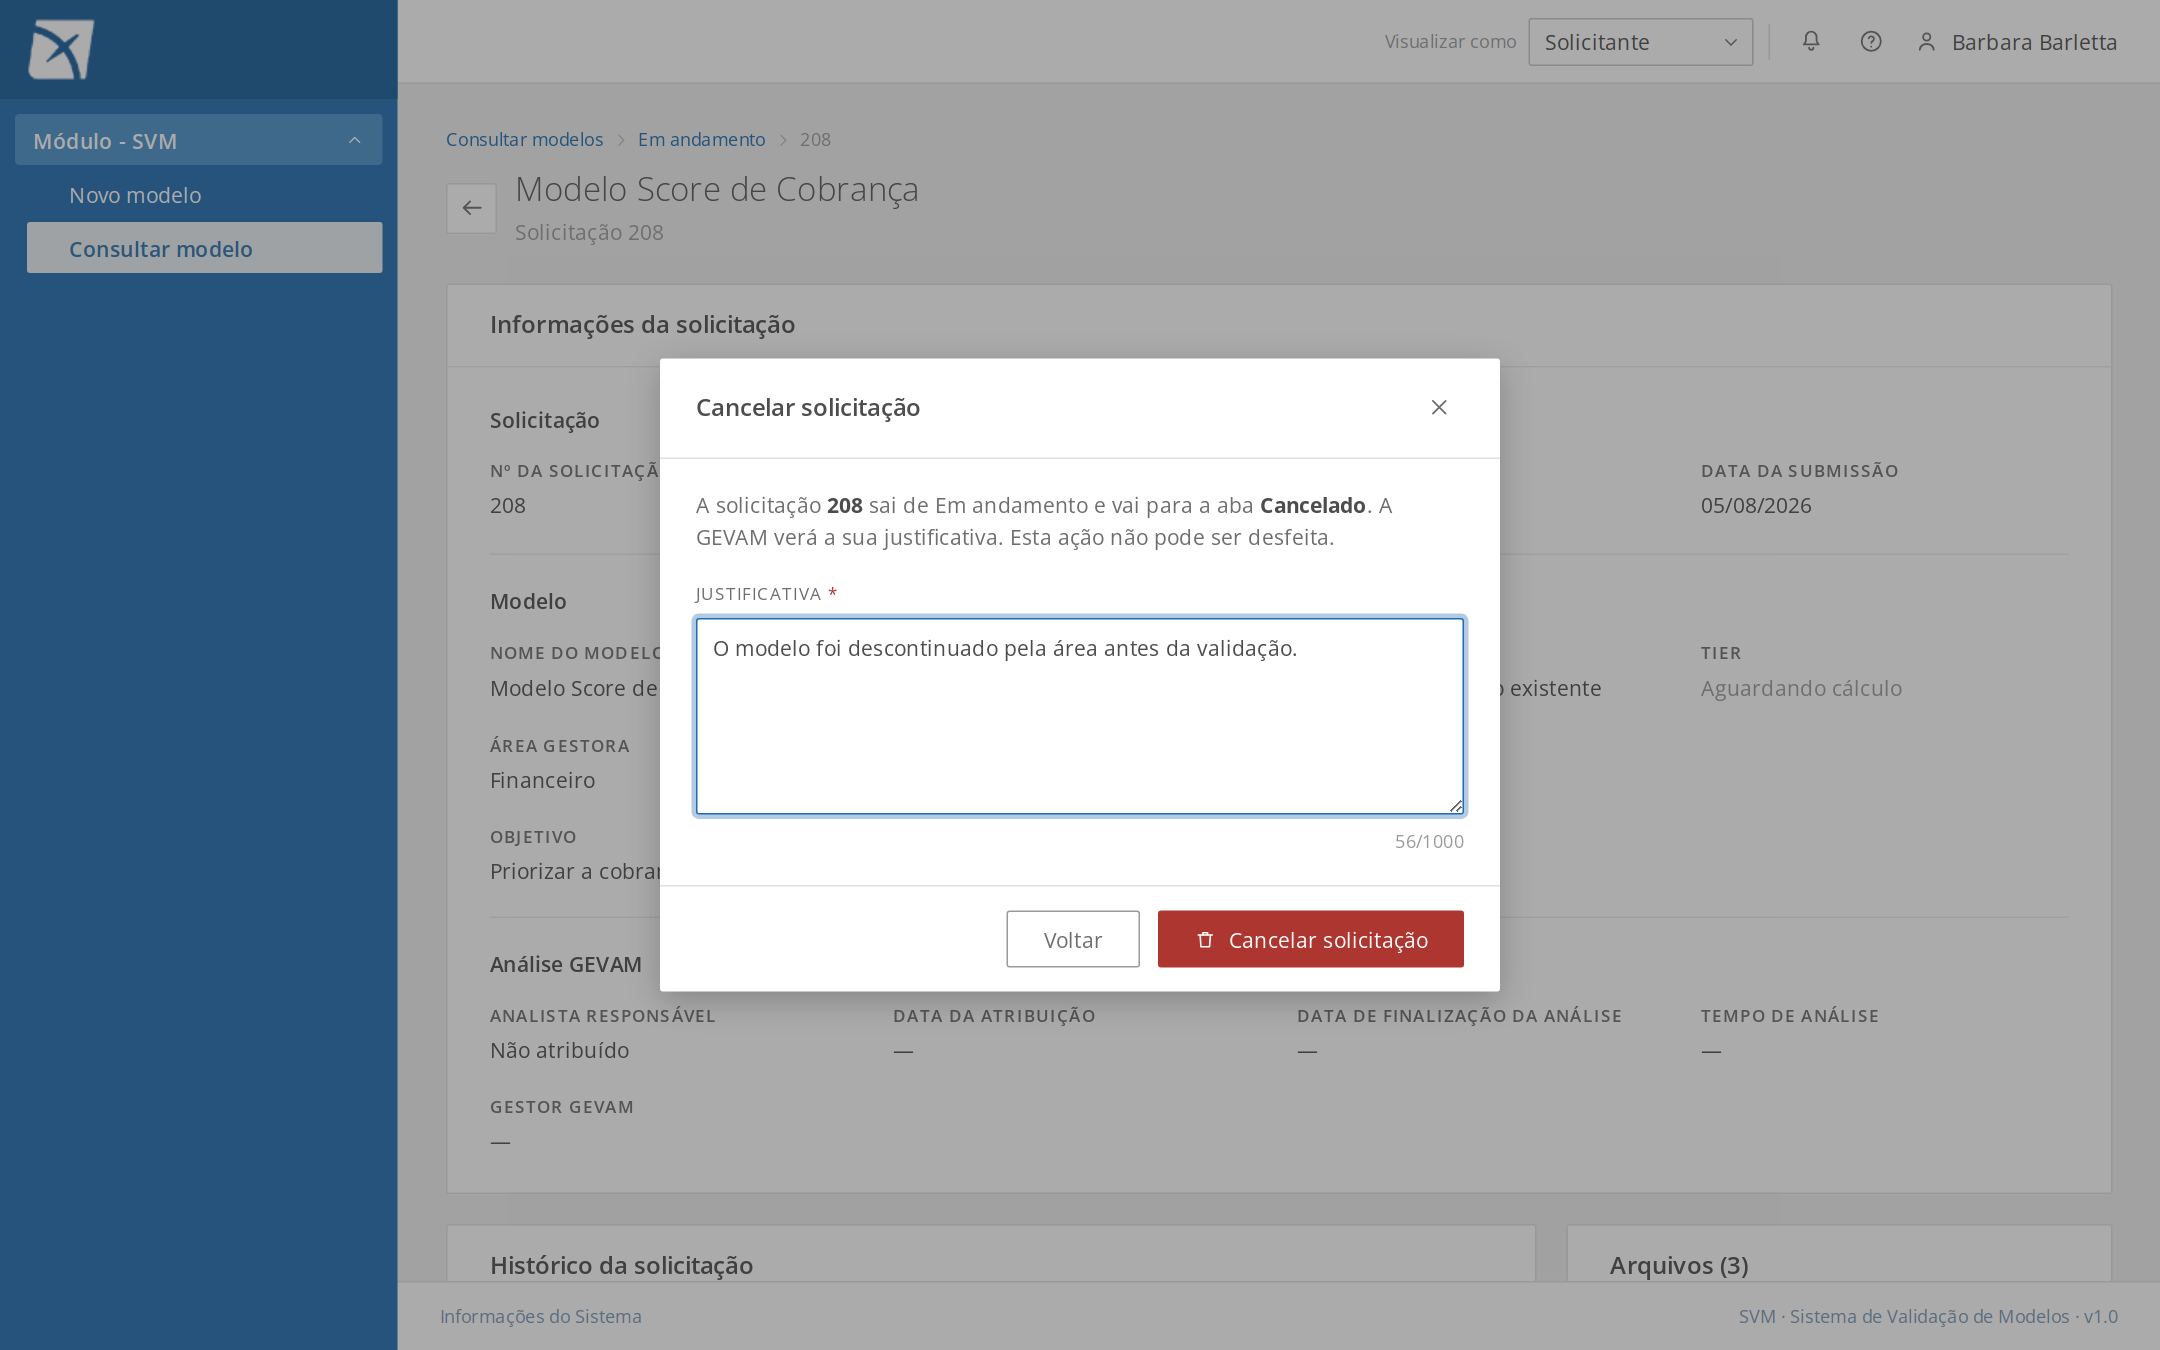 Visualizar como
Solicitante
Barbara Barletta
Módulo - SVM
Novo modelo
Consultar modelo
Consultar modelos
Em andamento
208
Modelo Score de Cobrança
Solicitação 208
Informações da solicitação
Solicitação
Nº DA SOLICITAÇÃ
208
DATA DA SUBMISSÃO
05/08/2026
Modelo
NOME DO MODELO
Modelo Score de
existente
TIER
Aguardando cálculo
ÁREA GESTORA
Financeiro
OBJETIVO
Priorizar a
Análise GEVAM
ANALISTA RESPONSÁVEL
Não atribuído
DATA DA ATRIBUIÇÃO
—
DATA DE FINALIZAÇÃO DA ANÁLISE
—
TEMPO DE ANÁLISE
—
GESTOR GEVAM
—
Histórico da solicitação
Arquivos (3)
Cancelar solicitação
A solicitação 208 sai de Em andamento e vai para a aba Cancelado. A
GEVAM verá a sua justificativa. Esta ação não pode ser desfeita.
JUSTIFICATIVA *
O modelo foi descontinuado pela área antes da validação.
56/1000
Voltar
Cancelar solicitação
Informações do Sistema
SVM · Sistema de Validação de Modelos · v1.0